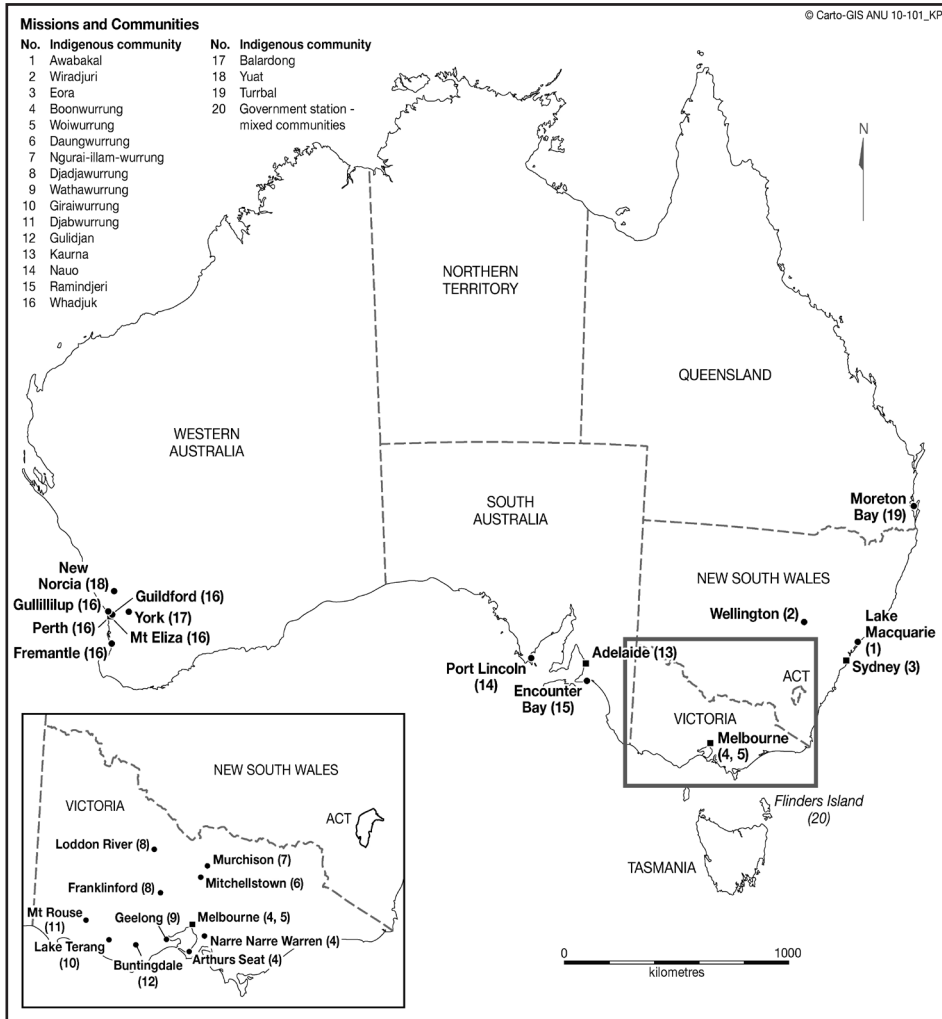 © Carto-GIS ANU 10-101_KP
Missions and Communities
No. Indigenous community
1 Awabakal
2 Wiradjuri
3 Eora
4 Boonwurrung
5 Woiwurrung
6 Daungwurrung
7 Ngurai-illam-wurrung
8 Djadjawurrung
9 Wathawurrung
10 Giraiwurrung
11 Djabwurrung
12 Gulidjan
13 Kaurna
14 Nauo
15 Ramindjeri
16 Whadjuk
No. Indigenous community
17 Balardong
18 Yuat
19 Turrbal
20 Government station -
mixed communities
N
NORTHERN
TERRITORY
QUEENSLAND
WESTERN
AUSTRALIA
SOUTH
AUSTRALIA
Moreton
Bay (19)
New
Norcia (18)
Guildford (16)
Gullillilup (16)
York (17)
Perth (16)
Mt Eliza (16)
Fremantle (16)
NEW SOUTH WALES
Wellington (2)
Lake
Macquarie
(1)
Sydney (3)
Adelaide (13)
Port Lincoln
(14)
Encounter
Bay (15)
ACT
VICTORIA
Melbourne
(4, 5)
Flinders Island
(20)
TASMANIA
0
1000
kilometres
NEW SOUTH WALES
VICTORIA
ACT
Loddon River (8)
Murchison (7)
Mitchellstown (6)
Franklinford (8)
Mt Rouse
(11)
Geelong (9)
Melbourne (4, 5)
Lake Terang
(10)
Narre Narre Warren (4)
Arthurs Seat (4)
Buntingdale
(12)